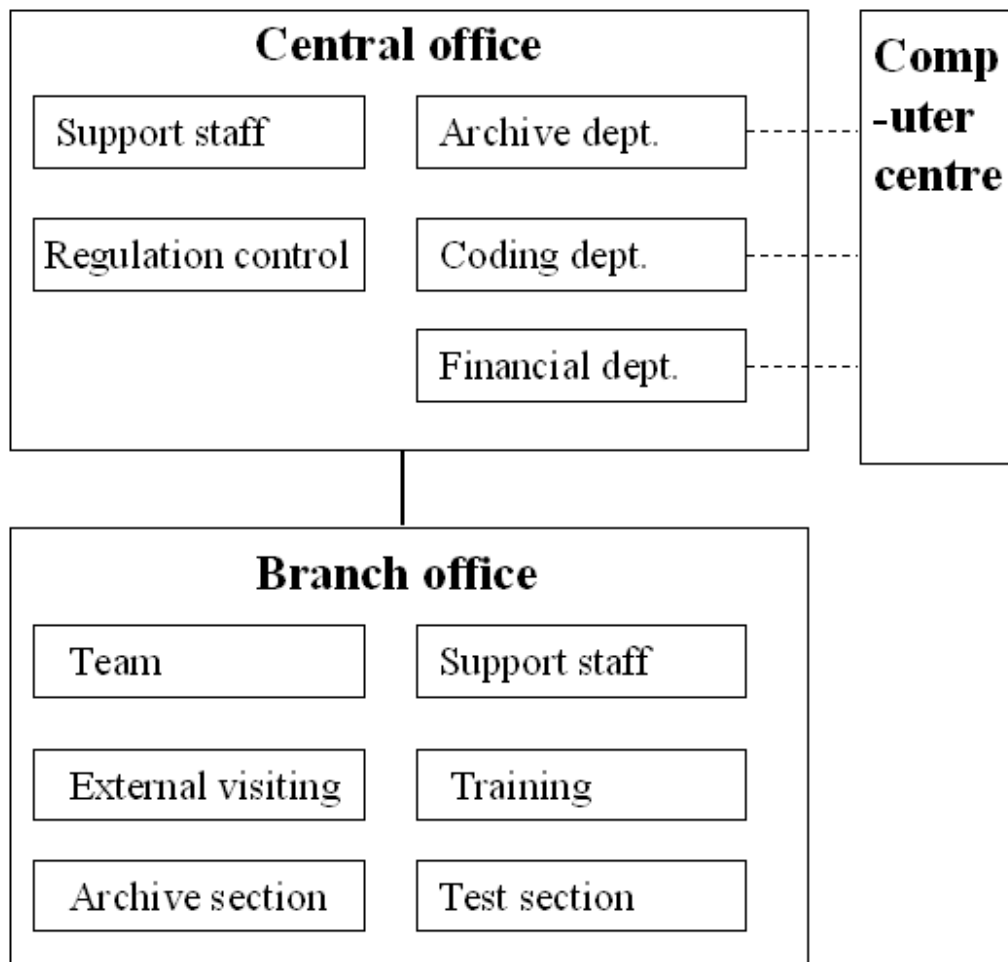 Central office
Support staff
Archive dept.
Regulation control
Coding dept.
Financial dept.
Comp
-uter
centre
Branch office
Team
Support staff
External visiting
Training
Archive section
Test section